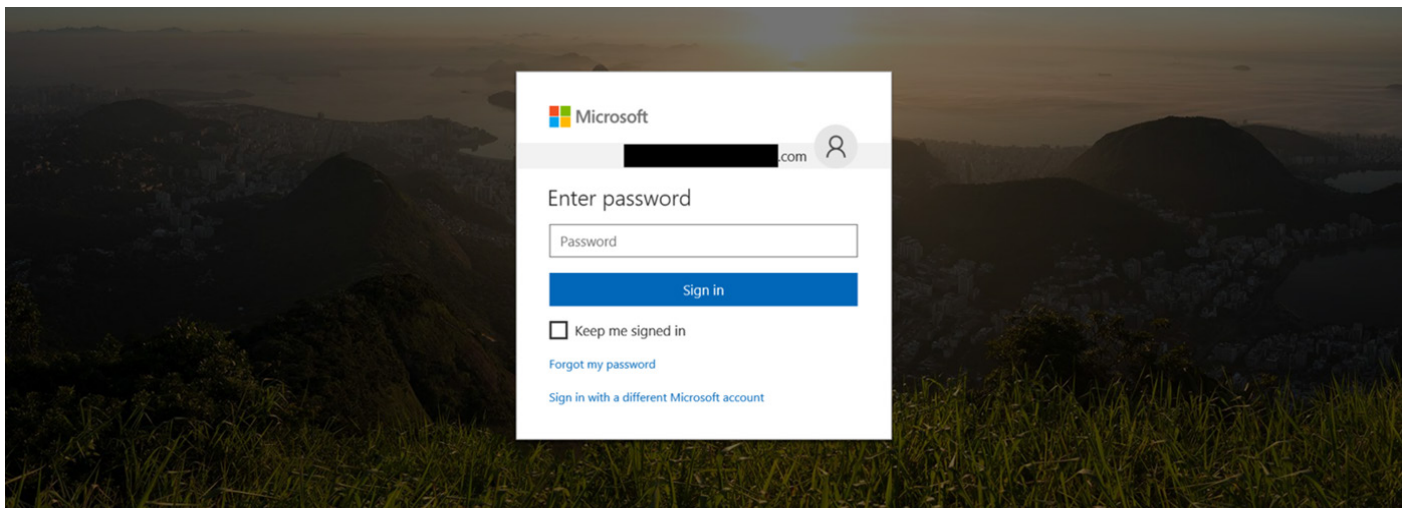 Microsoft
.com
Enter password
Password
Sign in
Keep me signed in
Forgot my password
Sign in with a different Microsoft account